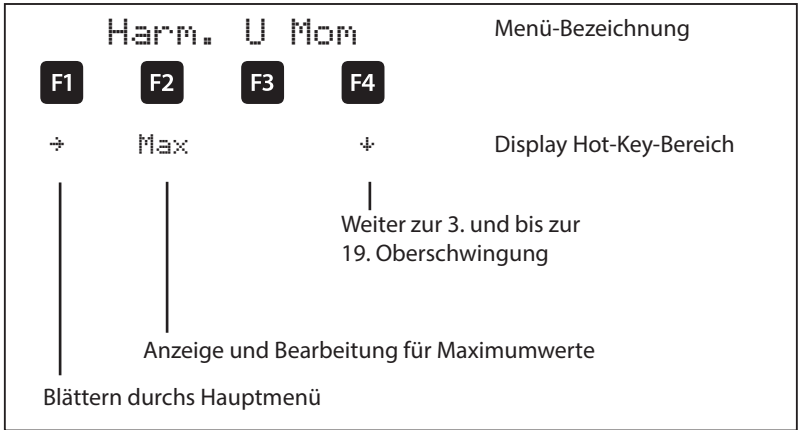 Harm. U Mom Menü-Bezeichnung
F1 F2 F3 F4
→ Max ↓ Display Hot-Key-Bereich
Weiter zur 3. und bis zur
19. Oberschwingung
Anzeige und Bearbeitung für Maximumwerte
Blättern durchs Hauptmenü